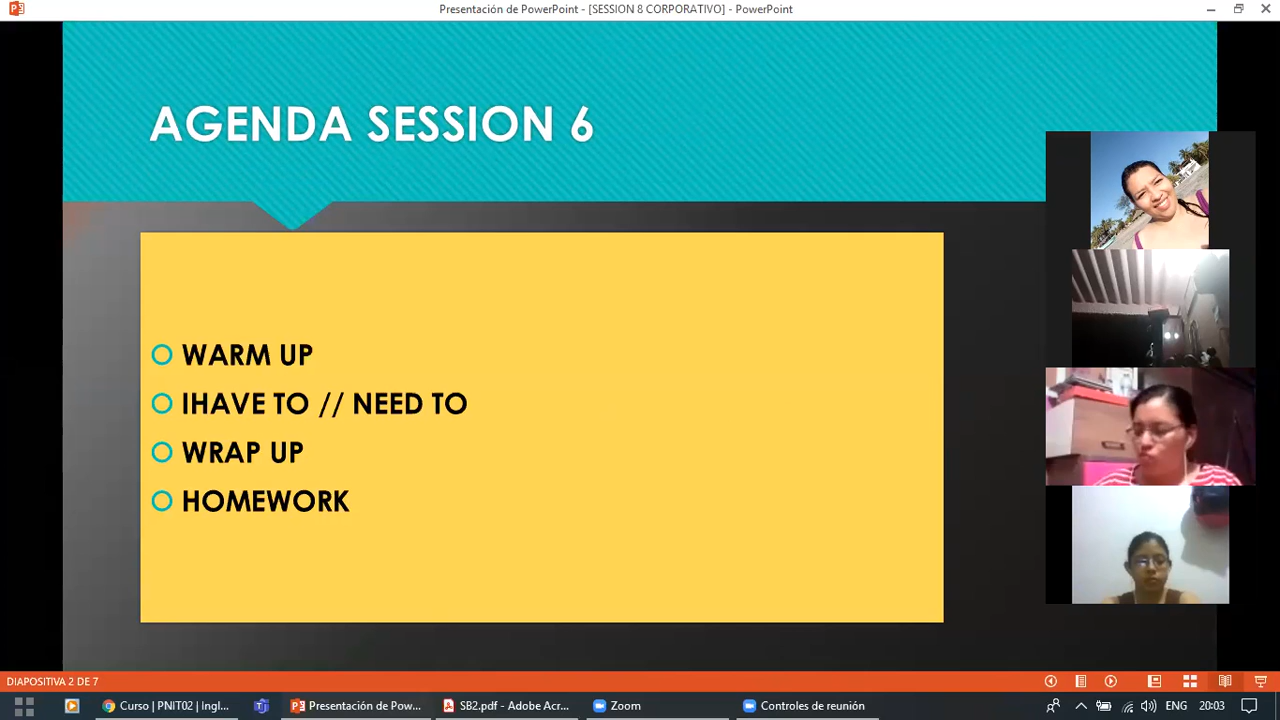 Presentación de PowerPoint - [SESSION 8 CORPORATIVO] - PowerPoint
AGENDA SESSION 6
WARM UP
IHAVE TO // NEED TO
WRAP UP
HOMEWORK
DIAPOSITIVA 2 DE 7
Curso | PNIT02 | Ingl...
Presentación de Pow...
SB2.pdf - Adobe Acr...
Zoom
Controles de reunión
ENG
20:03